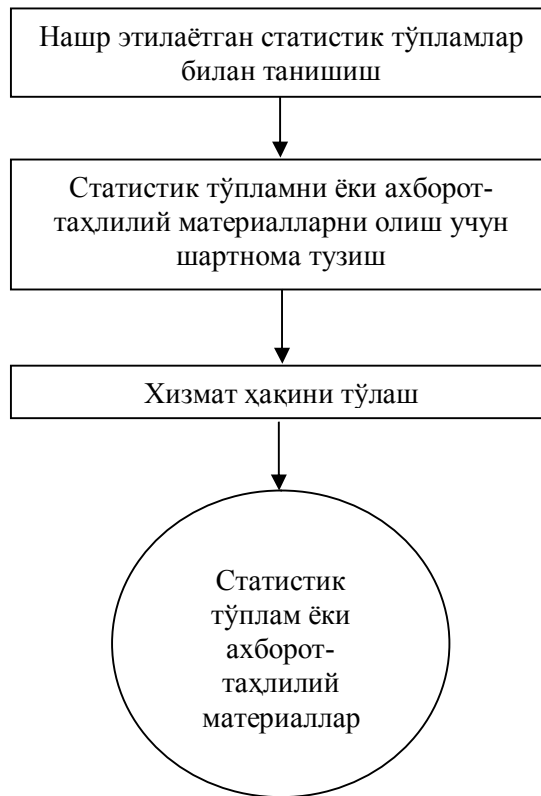 Нашр этилаётган статистик тўпламлар
билан танишиш
Статистик тўпламни ёки ахборот-
таҳлилий материалларни олиш учун
шартнома тузиш
Хизмат ҳақини тўлаш
Статистик
тўплам ёки
ахборот-
таҳлилий
материаллар